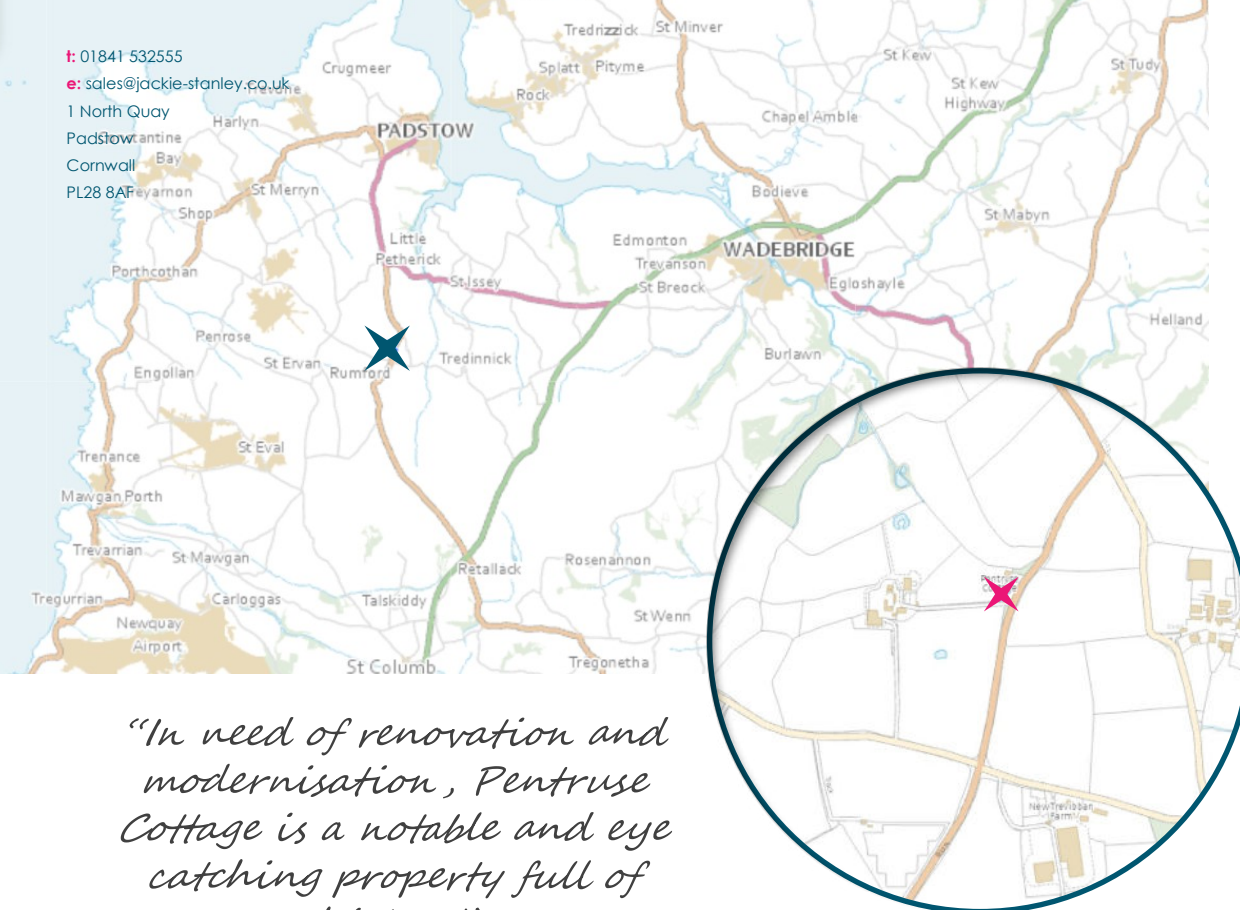 t: 01841 532555
e: sales@jackie-stanley.co.uk
1 North Quay
Padstow
Cornwall
PL28 8AF
Tredrizzick
St Minver
Crugmeer
Splatt
Pityme
St Kew
St Tudy
Rock
St Kew
Highway
Harlyn
PADSTOW
Chapel Amble
Bay
St Merryn
Bodieve
Shop
St Mabyn
Little
Petherick
Edmonton
WADEBRIDGE
Porthcothan
Trevanson
St Issey
St Breock
Egloshayle
Helland
Penrose
St Ervan
Rumford
Tredinnick
Burlawn
Engollan
St Eval
Trenance
Mawgan Porth
Trevarrian
St Mawgan
Retallack
Rosenannon
Tregurrian
Carloggas
Talskiddy
St Wenn
Newquay
Airport
St Columb
Tregonetha
Track
New Trevibban
Farm
“In need of renovation and
modernisation , Pentruse
Cottage is a notable and eye
catching property full of